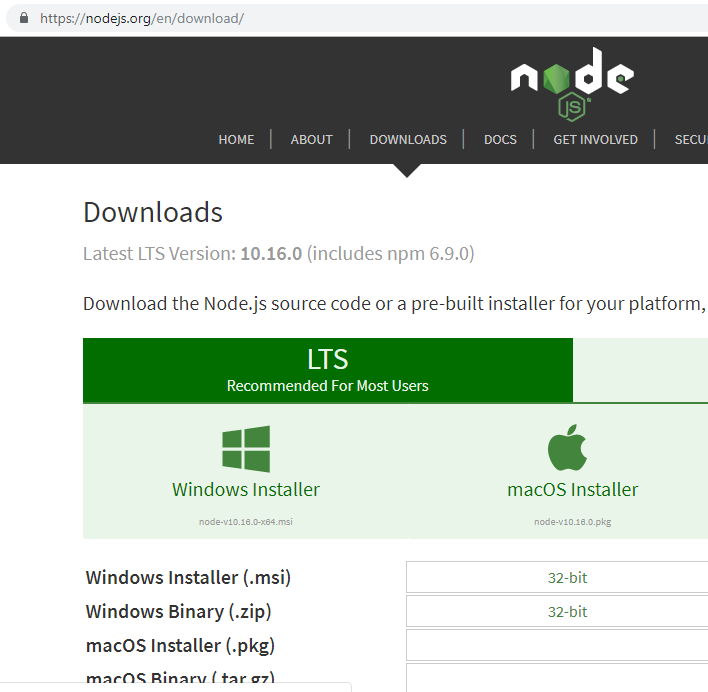 https://nodejs.org/en/download/
node
JS
HOME ABOUT DOWNLOADS DOCS GET INVOLVED SECU
Downloads
Latest LTS Version: 10.16.0 (includes npm 6.9.0)
Download the Node.js source code or a pre-built installer for your platform,
LTS
Recommended For Most Users
Windows Installer macOS Installer
node-v10.16.0-x64.msi node-v10.16.0.pkg
Windows Installer (.msi) 32-bit
Windows Binary (.zip) 32-bit
macOS Installer (.pkg)
macOS Binary (.tar.gz)